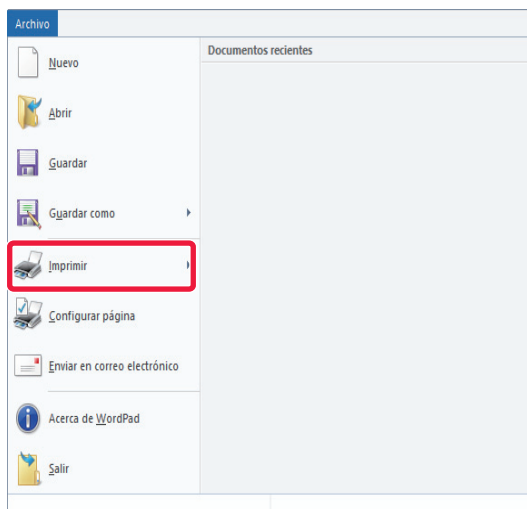 Archivo
Documentos recientes
Nuevo
Abrir
Guardar
Guardar como
Imprimir
Configurar página
Enviar en correo electrónico
Acerca de WordPad
Salir